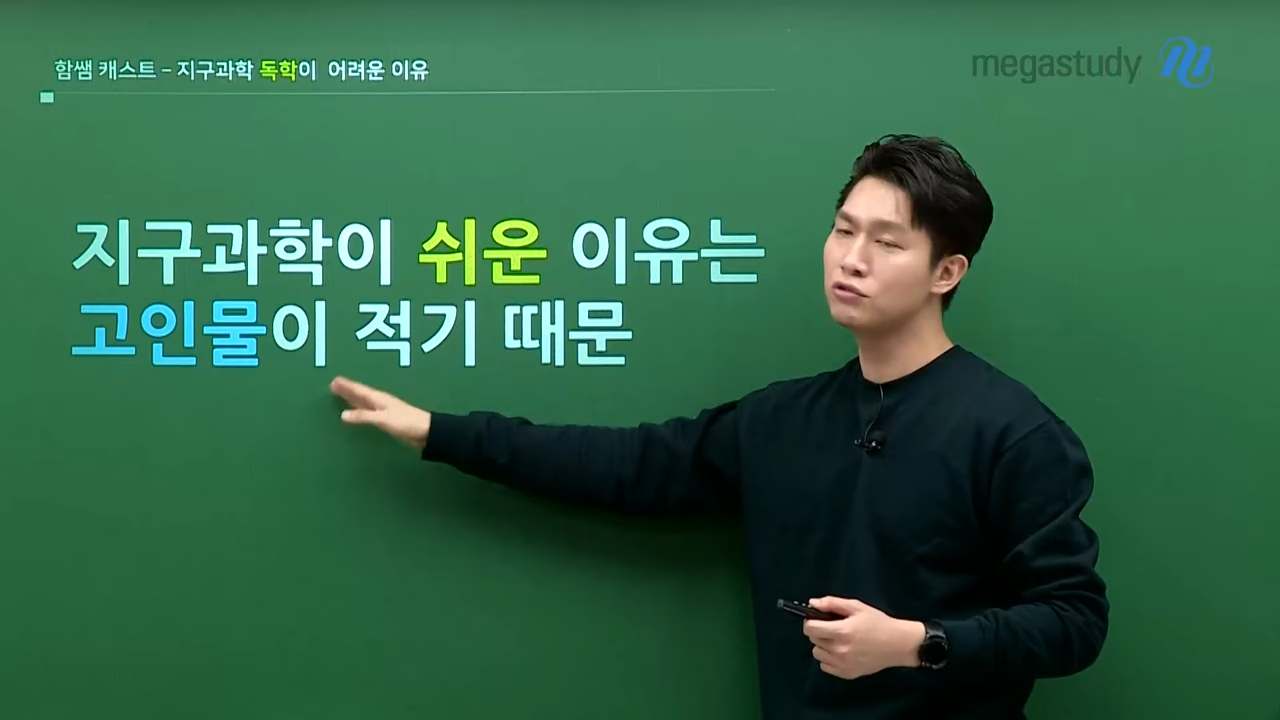 함쌤 캐스트 – 지구과학 독학이 어려운 이유
megastudy
지구과학이 쉬운 이유는
고인물이 적기 때문